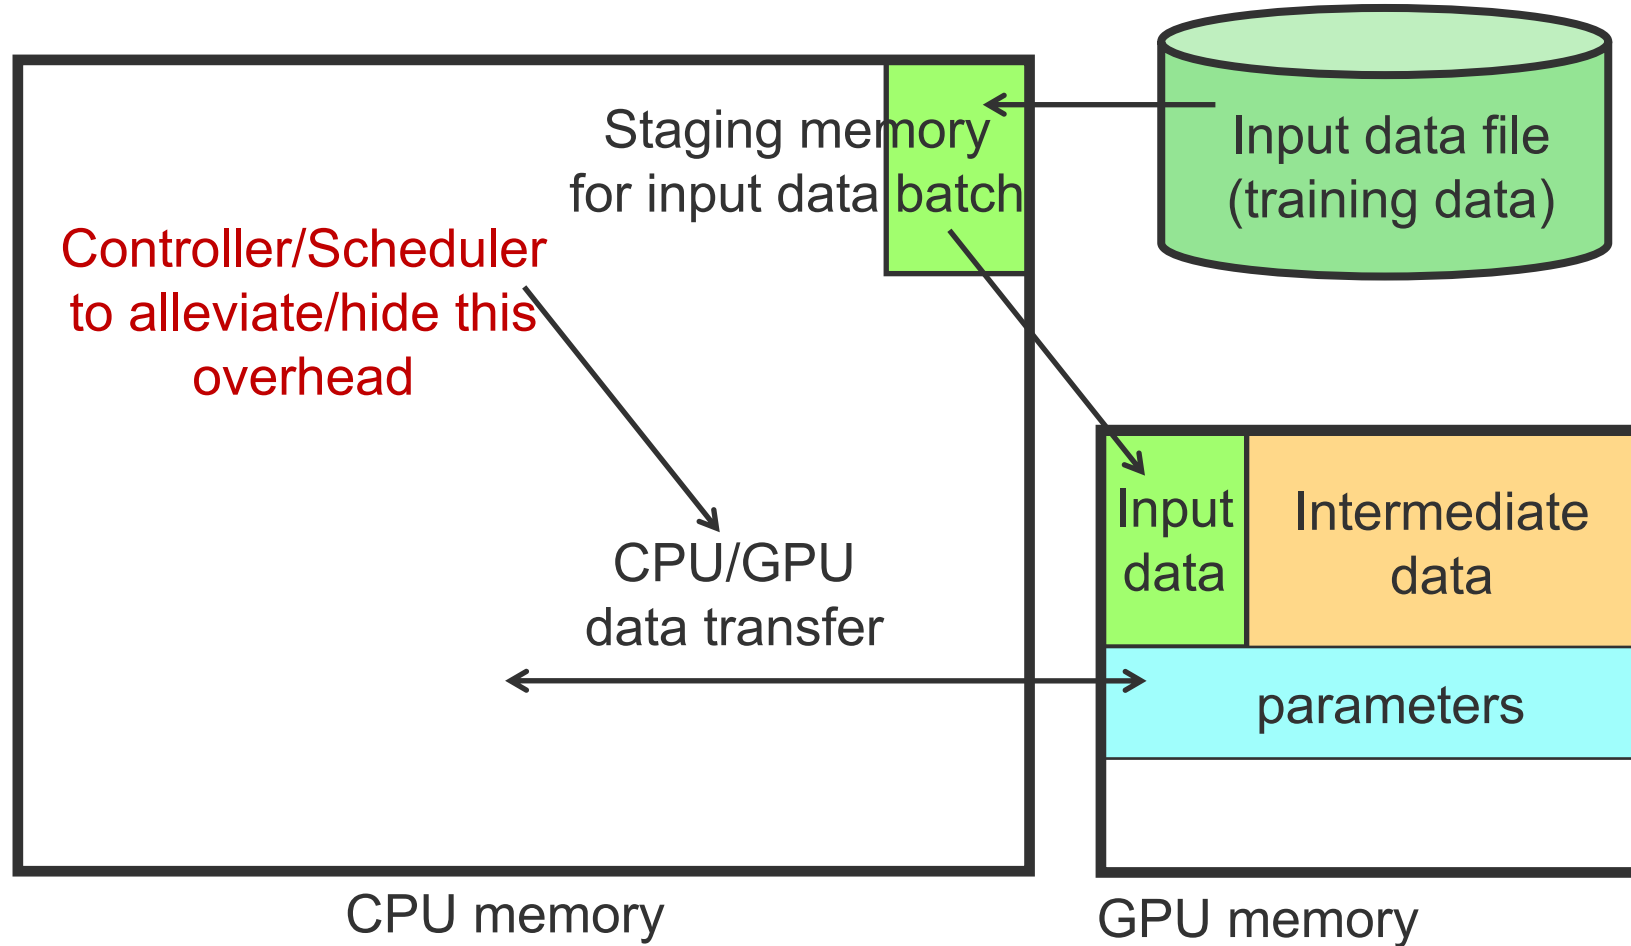 Staging memory
for input data batch
Input data file
(training data)
Controller/Scheduler
to alleviate/hide this
overhead
CPU/GPU
data transfer
Input
data
Intermediate
data
parameters
CPU memory
GPU memory